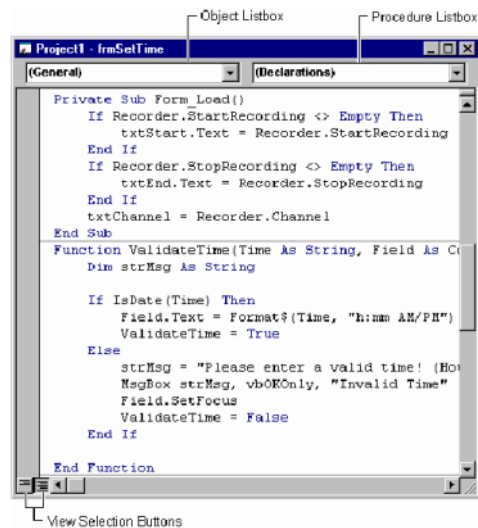 Object Listbox
Procedure Listbox
Project1 - frmSetTime
(General)
(Declarations)
Private Sub Form_Load()
If Recorder.StartRecording <> Empty Then
txtStart.Text = Recorder.StartRecording
End If
If Recorder.StopRecording <> Empty Then
txtEnd.Text = Recorder.StopRecording
End If
txtChannel = Recorder.Channel
End Sub
Function ValidateTime(Time As String, Field As Co
Dim strMsg As String
If IsDate(Time) Then
Field.Text = Format$(Time, "h:mm AM/PM")
ValidateTime = True
Else
strMsg = "Please enter a valid time! (Hou
MsgBox strMsg, vbOKOnly, "Invalid Time"
Field.SetFocus
ValidateTime = False
End If
End Function
View Selection Buttons